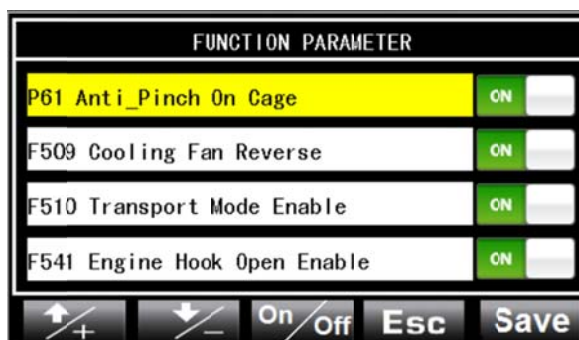 FUNCTION PARAMETER
P61 Anti_Pinch On Cage ON
F509 Cooling Fan Reverse ON
F510 Transport Mode Enable ON
F541 Engine Hook Open Enable ON
/+ /− On/Off Esc Save